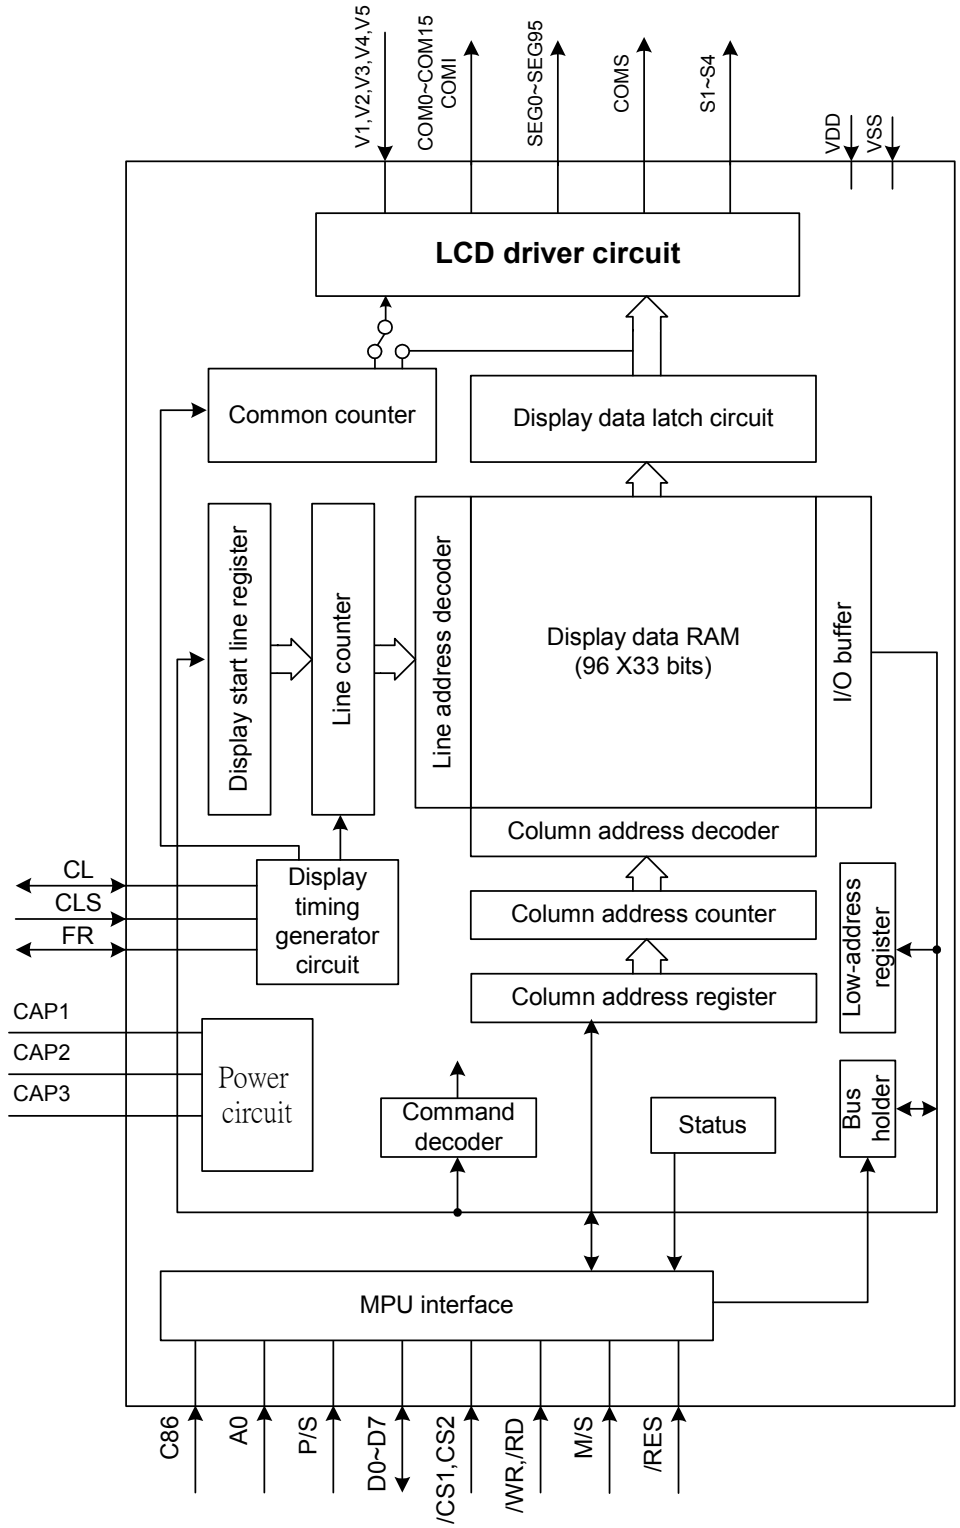 V1,V2,V3,V4,V5
COM0~COM15
COMI
SEG0~SEG95
COMS
S1~S4
VDD
VSS
LCD driver circuit
Common counter
Display data latch circuit
Display start line register
Line counter
Line address decoder
Display data RAM
(96 X33 bits)
I/O buffer
Column address decoder
CL
CLS
FR
Display
timing
generator
circuit
Column address counter
Column address register
Low-address
register
CAP1
CAP2
CAP3
Power
circuit
Command
decoder
Status
Bus
holder
MPU interface
C86
A0
P/S
D0~D7
/CS1,CS2
/WR,/RD
M/S
/RES